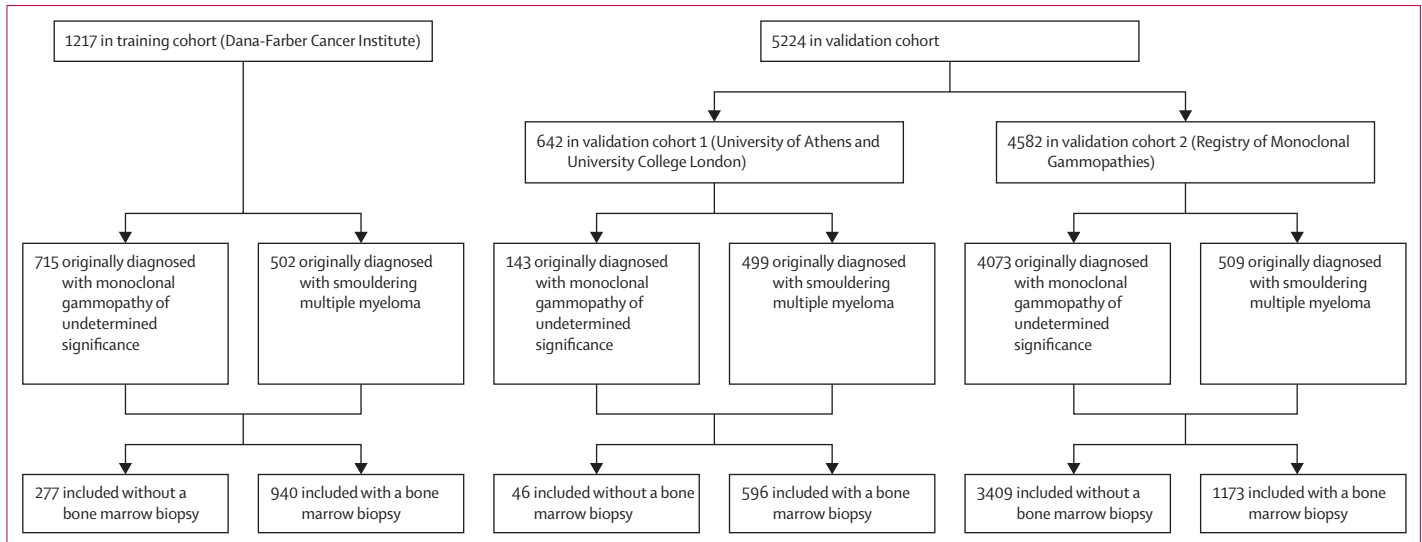 1217 in training cohort (Dana-Farber Cancer Institute)
5224 in validation cohort
642 in validation cohort 1 (University of Athens and
University College London)
4582 in validation cohort 2 (Registry of Monoclonal
Gammopathies)
715 originally diagnosed
with monoclonal
gammopathy of
undetermined
significance
502 originally diagnosed
with smouldering
multiple myeloma
143 originally diagnosed
with monoclonal
gammopathy of
undetermined
significance
499 originally diagnosed
with smouldering
multiple myeloma
4073 originally diagnosed
with monoclonal
gammopathy of
undetermined
significance
509 originally diagnosed
with smouldering
multiple myeloma
277 included without a
bone marrow biopsy
940 included with a bone
marrow biopsy
46 included without a bone
marrow biopsy
596 included with a bone
marrow biopsy
3409 included without a
bone marrow biopsy
1173 included with a bone
marrow biopsy